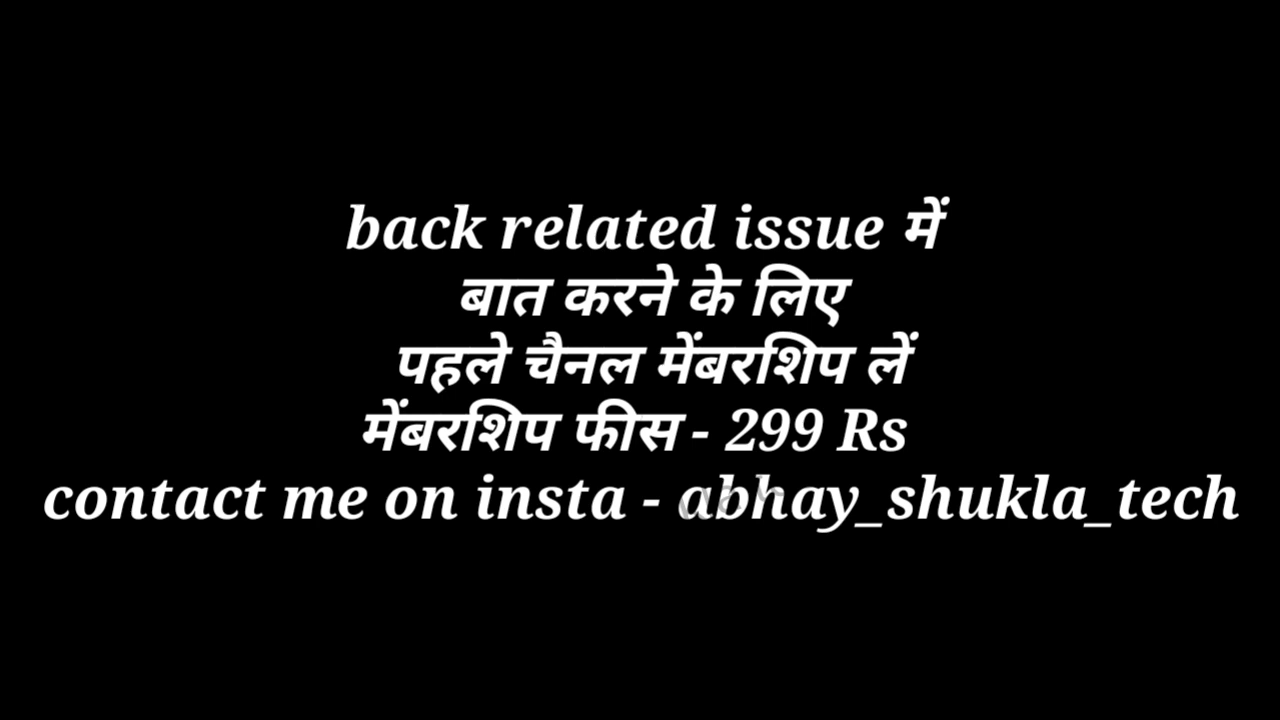 back related issue में
बात करने के लिए
पहले चैनल मेंबरशिप लें
मेंबरशिप फीस - 299 Rs
contact me on insta - abhay_shukla_tech